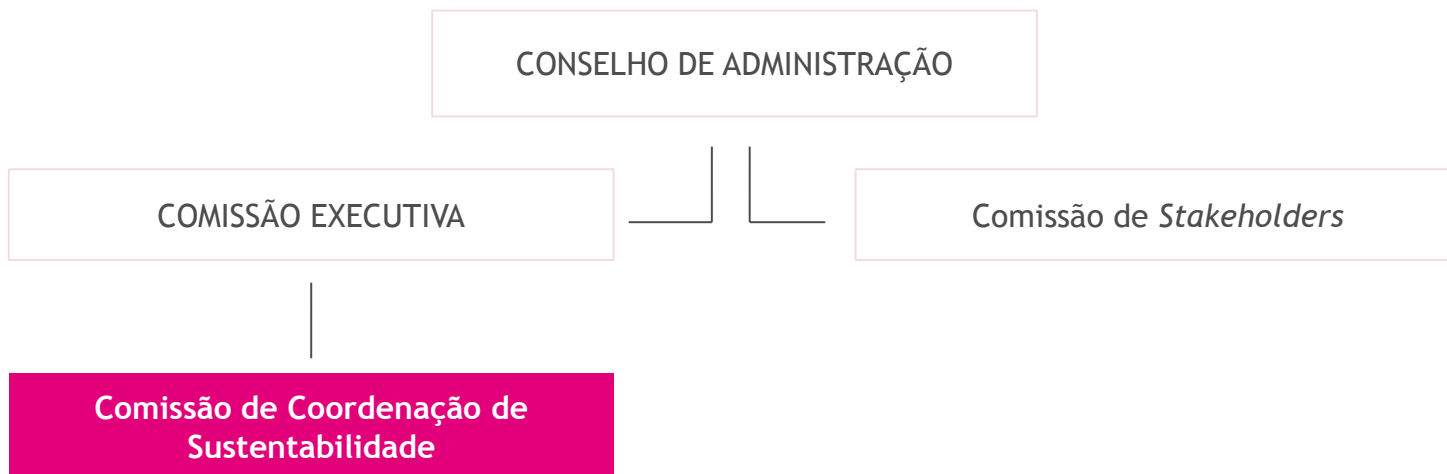 CONSELHO DE ADMINISTRAÇÃO
COMISSÃO EXECUTIVA
Comissão de Stakeholders
Comissão de Coordenação de
Sustentabilidade